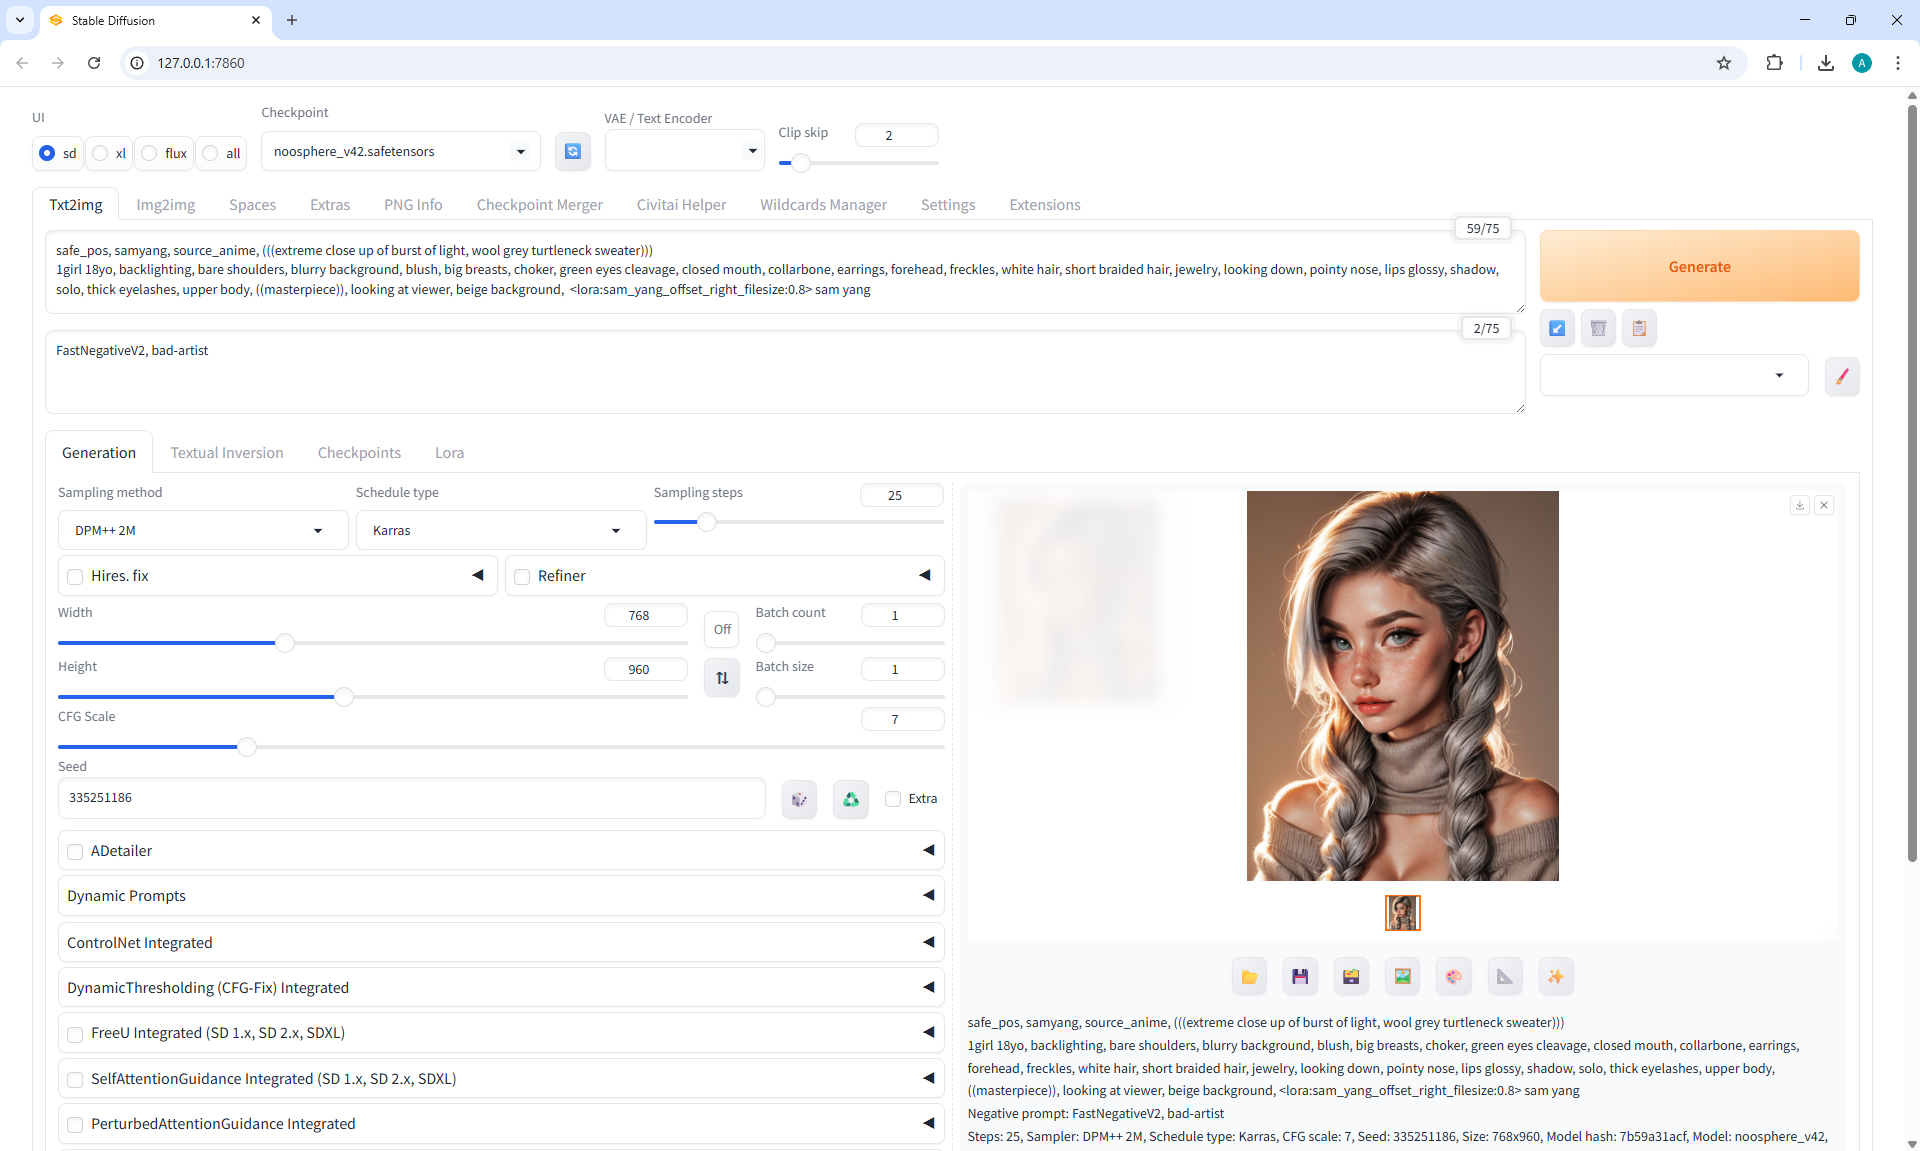 Stable Diffusion
127.0.0.1:7860
A
UI
Checkpoint
VAE / Text Encoder
Clip skip
2
sd
xl
flux
all
noosphere_v42.safetensors
Txt2img
Img2img
Spaces
Extras
PNG Info
Checkpoint Merger
Civitai Helper
Wildcards Manager
Settings
Extensions
59/75
safe_pos, samyang, source_anime, (((extreme close up of burst of light, wool grey turtleneck sweater)))
1girl 18yo, backlighting, bare shoulders, blurry background, blush, big breasts, choker, green eyes cleavage, closed mouth, collarbone, earrings, forehead, freckles, white hair, short braided hair, jewelry, looking down, pointy nose, lips glossy, shadow,
solo, thick eyelashes, upper body, ((masterpiece)), looking at viewer, beige background,  <lora:sam_yang_offset_right_filesize:0.8> sam yang
Generate
2/75
FastNegativeV2, bad-artist
Generation
Textual Inversion
Checkpoints
Lora
Sampling method
Schedule type
Sampling steps
25
DPM++ 2M
Karras
Hires. fix
Refiner
Width
768
Off
Batch count
1
Height
960
Batch size
1
CFG Scale
7
Seed
335251186
Extra
ADetailer
Dynamic Prompts
ControlNet Integrated
DynamicThresholding (CFG-Fix) Integrated
FreeU Integrated (SD 1.x, SD 2.x, SDXL)
SelfAttentionGuidance Integrated (SD 1.x, SD 2.x, SDXL)
PerturbedAttentionGuidance Integrated
safe_pos, samyang, source_anime, (((extreme close up of burst of light, wool grey turtleneck sweater)))
1girl 18yo, backlighting, bare shoulders, blurry background, blush, big breasts, choker, green eyes cleavage, closed mouth, collarbone, earrings,
forehead, freckles, white hair, short braided hair, jewelry, looking down, pointy nose, lips glossy, shadow, solo, thick eyelashes, upper body,
((masterpiece)), looking at viewer, beige background, <lora:sam_yang_offset_right_filesize:0.8> sam yang
Negative prompt: FastNegativeV2, bad-artist
Steps: 25, Sampler: DPM++ 2M, Schedule type: Karras, CFG scale: 7, Seed: 335251186, Size: 768x960, Model hash: 7b59a31acf, Model: noosphere_v42,